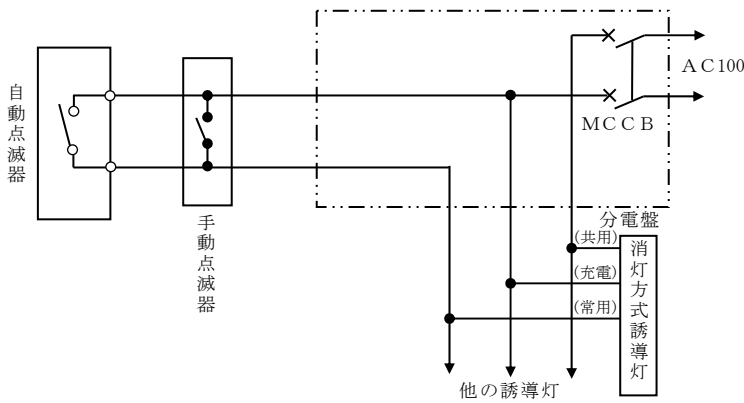 自動点滅器
手動点滅器
AC100
MCCB
分電盤
(共用)
(充電)
(常用)
消灯方式誘導灯
他の誘導灯